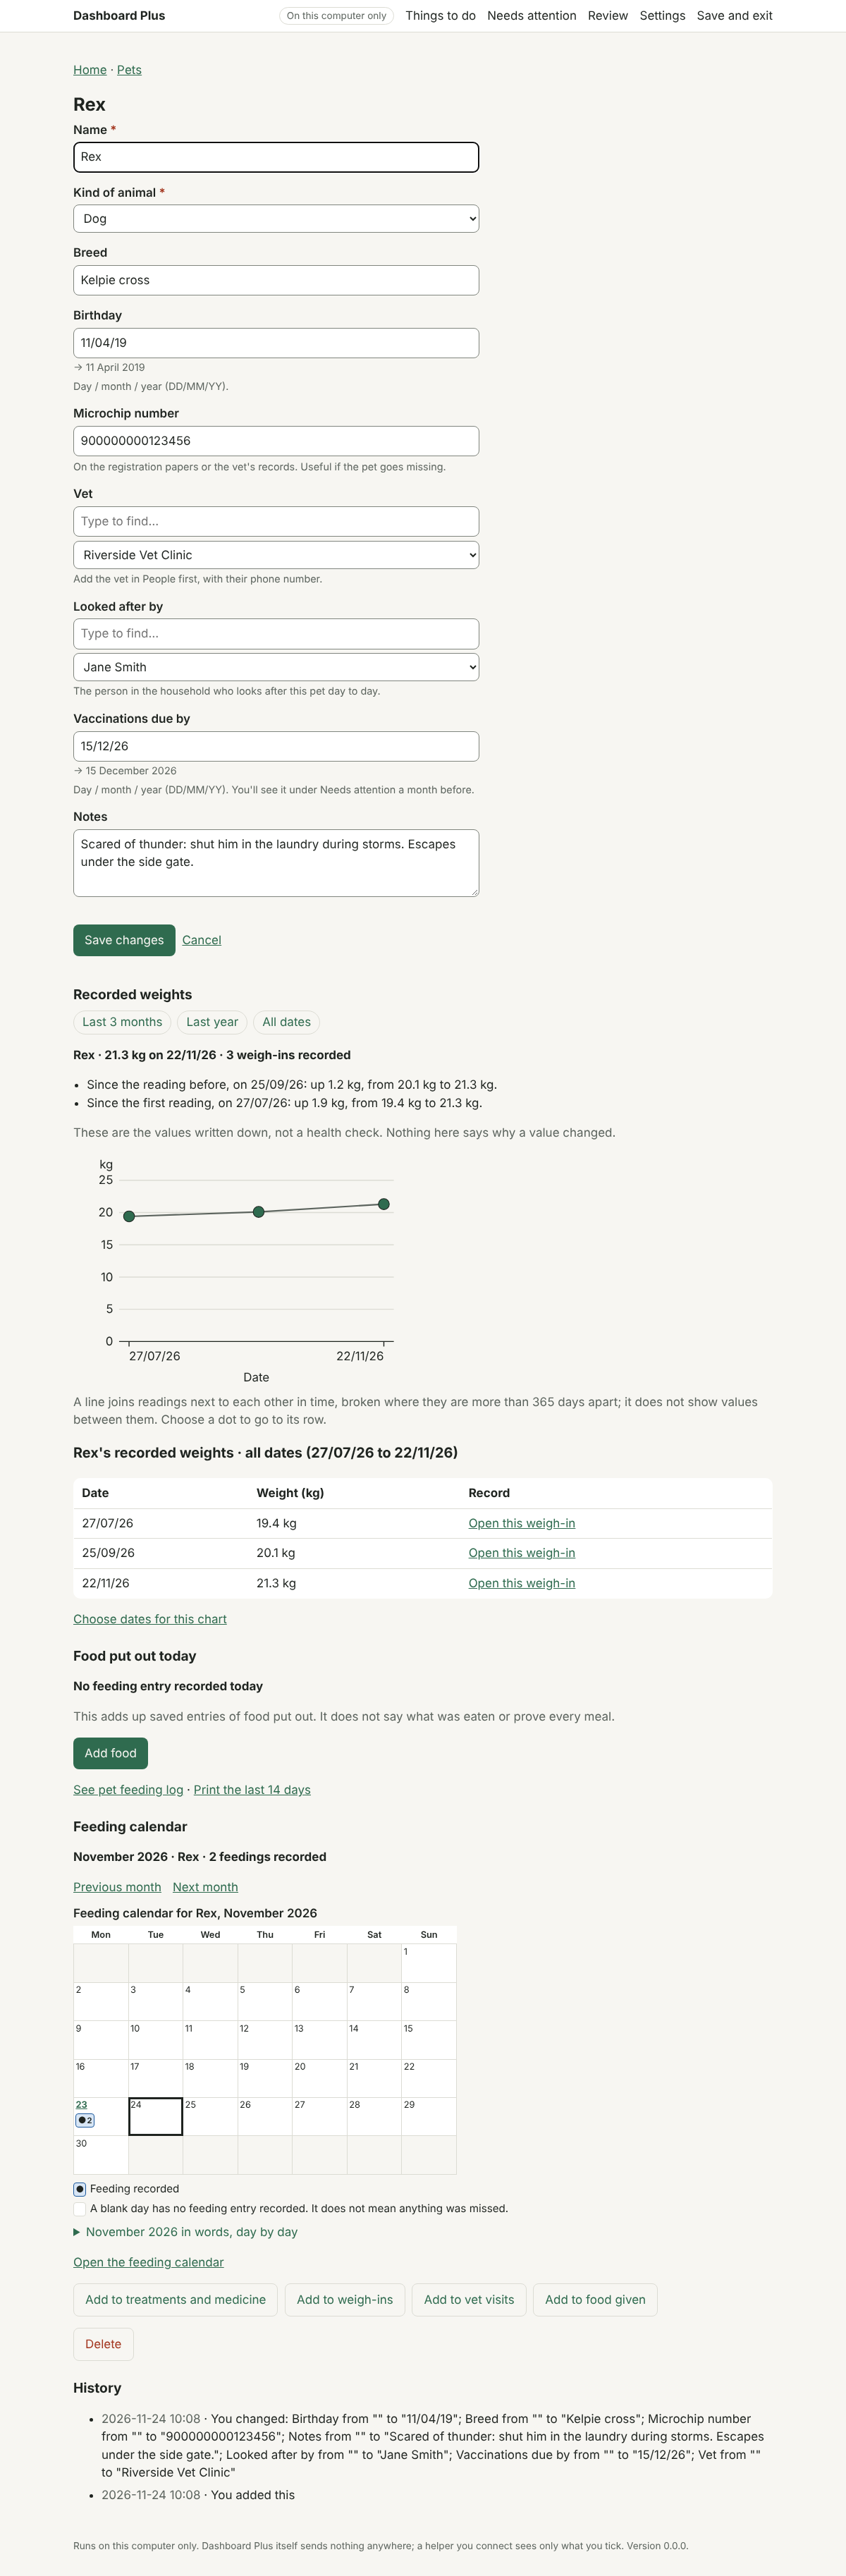 Dashboard Plus
On this computer only Things to do Needs attention Review Settings Save and exit
Home · Pets
Rex
Name *
Rex
Kind of animal *
Dog
Breed
Kelpie cross
Birthday
11/04/19
→ 11 April 2019
Day / month / year (DD/MM/YY).
Microchip number
900000000123456
On the registration papers or the vet's records. Useful if the pet goes missing.
Vet
Type to find...
Riverside Vet Clinic
Add the vet in People first, with their phone number.
Looked after by
Type to find...
Jane Smith
The person in the household who looks after this pet day to day.
Vaccinations due by
15/12/26
→ 15 December 2026
Day / month / year (DD/MM/YY). You'll see it under Needs attention a month before.
Notes
Scared of thunder: shut him in the laundry during storms. Escapes
under the side gate.
Save changes Cancel
Recorded weights
Last 3 months Last year All dates
Rex · 21.3 kg on 22/11/26 · 3 weigh-ins recorded
• Since the reading before, on 25/09/26: up 1.2 kg, from 20.1 kg to 21.3 kg.
• Since the first reading, on 27/07/26: up 1.9 kg, from 19.4 kg to 21.3 kg.
These are the values written down, not a health check. Nothing here says why a value changed.
kg
25
20
15
10
5
0
27/07/26 22/11/26
Date
A line joins readings next to each other in time, broken where they are more than 365 days apart; it does not show values
between them. Choose a dot to go to its row.
Rex's recorded weights · all dates (27/07/26 to 22/11/26)
Date Weight (kg) Record
27/07/26 19.4 kg Open this weigh-in
25/09/26 20.1 kg Open this weigh-in
22/11/26 21.3 kg Open this weigh-in
Choose dates for this chart
Food put out today
No feeding entry recorded today
This adds up saved entries of food put out. It does not say what was eaten or prove every meal.
Add food
See pet feeding log · Print the last 14 days
Feeding calendar
November 2026 · Rex · 2 feedings recorded
Previous month Next month
Feeding calendar for Rex, November 2026
Mon Tue Wed Thu Fri Sat Sun
1
2 3 4 5 6 7 8
9 10 11 12 13 14 15
16 17 18 19 20 21 22
23 24 25 26 27 28 29
● 2
30
Feeding recorded
A blank day has no feeding entry recorded. It does not mean anything was missed.
▶ November 2026 in words, day by day
Open the feeding calendar
Add to treatments and medicine Add to weigh-ins Add to vet visits Add to food given
Delete
History
• 2026-11-24 10:08 · You changed: Birthday from "" to "11/04/19"; Breed from "" to "Kelpie cross"; Microchip number
from "" to "900000000123456"; Notes from "" to "Scared of thunder: shut him in the laundry during storms. Escapes
under the side gate."; Looked after by from "" to "Jane Smith"; Vaccinations due by from "" to "15/12/26"; Vet from ""
to "Riverside Vet Clinic"
• 2026-11-24 10:08 · You added this
Runs on this computer only. Dashboard Plus itself sends nothing anywhere; a helper you connect sees only what you tick. Version 0.0.0.